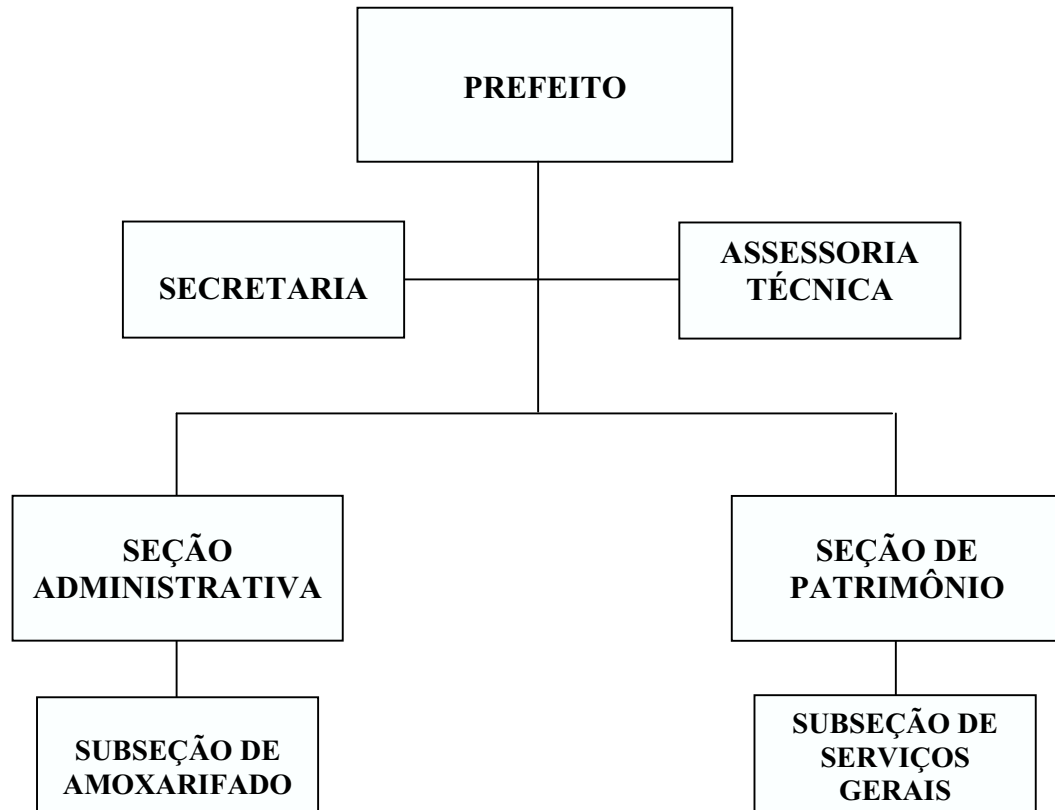 PREFEITO
SECRETARIA
ASSESSORIA
TÉCNICA
SEÇÃO
ADMINISTRATIVA
SEÇÃO DE
PATRIMÔNIO
SUBSEÇÃO DE
AMOXARIFADO
SUBSEÇÃO DE
SERVIÇOS
GERAIS